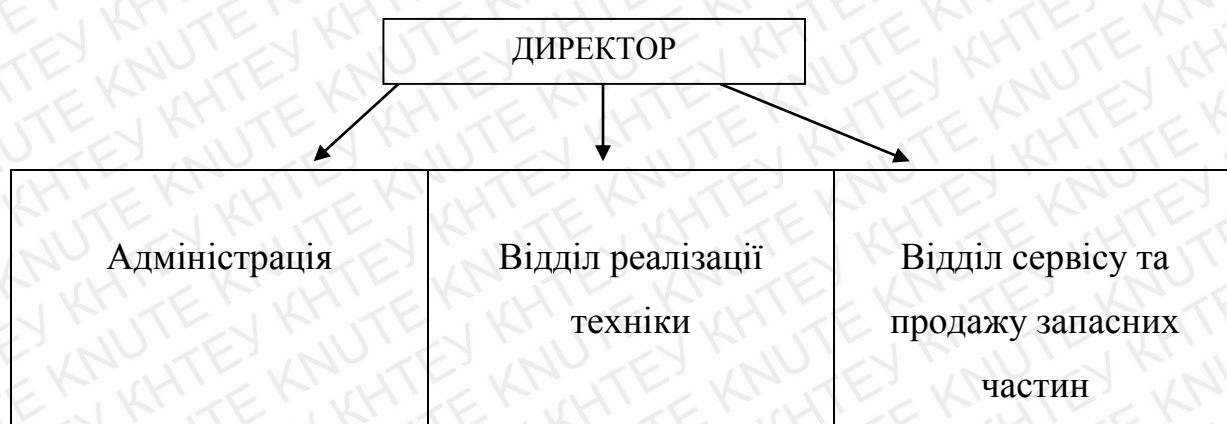 ДИРЕКТОР
Адміністрація
Відділ реалізації
техніки
Відділ сервісу та
продажу запасних
частин